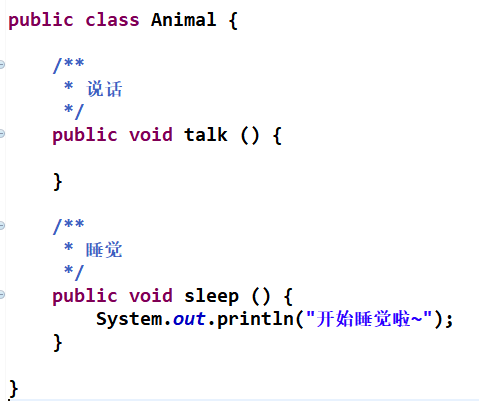 public class Animal {
/**
* 说话
*/
public void talk () {
}
/**
* 睡觉
*/
public void sleep () {
System.out.println("开始睡觉啦~");
}
}